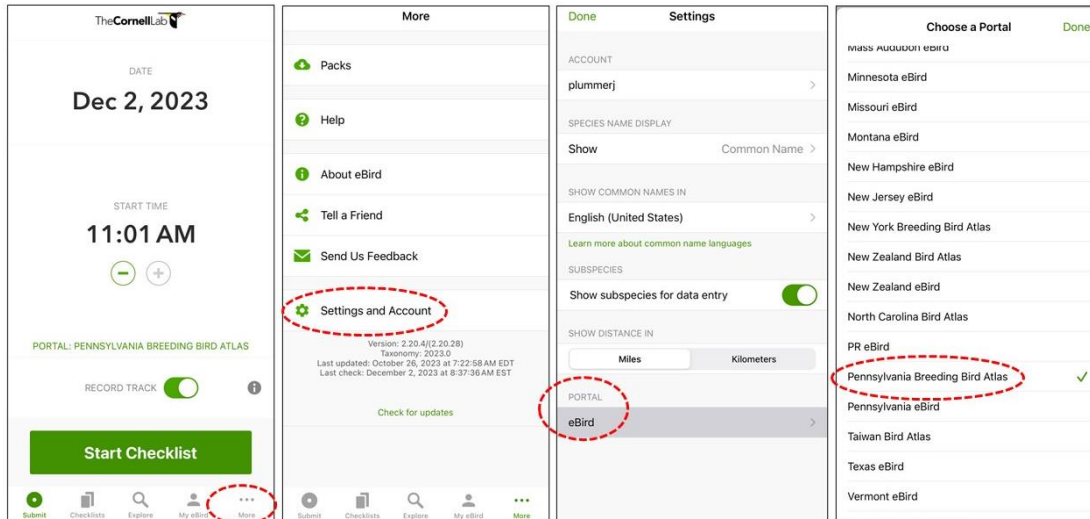 TheCornellLab
DATE
Dec 2, 2023
START TIME
11:01 AM
PORTAL: PENNSYLVANIA BREEDING BIRD ATLAS
RECORD TRACK
Start Checklist
Submit
Checklists
Explore
My eBird
More
More
Packs
Help
About eBird
Tell a Friend
Send Us Feedback
Settings and Account
Version: 2.20.4/(2.20.28)
Taxonomy: 2023.0
Last updated: October 26, 2023 at 7:22:58 AM EDT
Last check: December 2, 2023 at 8:37:36 AM EST
Check for updates
Submit
Checklists
Explore
My eBird
More
Done
Settings
ACCOUNT
plummerj
SPECIES NAME DISPLAY
Show Common Name
SHOW COMMON NAMES IN
English (United States)
Learn more about common name languages
SUBSPECIES
Show subspecies for data entry
SHOW DISTANCE IN
Miles Kilometers
PORTAL
eBird
Choose a Portal
Done
Mass Audubon eBird
Minnesota eBird
Missouri eBird
Montana eBird
New Hampshire eBird
New Jersey eBird
New York Breeding Bird Atlas
New Zealand Bird Atlas
New Zealand eBird
North Carolina Bird Atlas
PR eBird
Pennsylvania Breeding Bird Atlas
Pennsylvania eBird
Taiwan Bird Atlas
Texas eBird
Vermont eBird